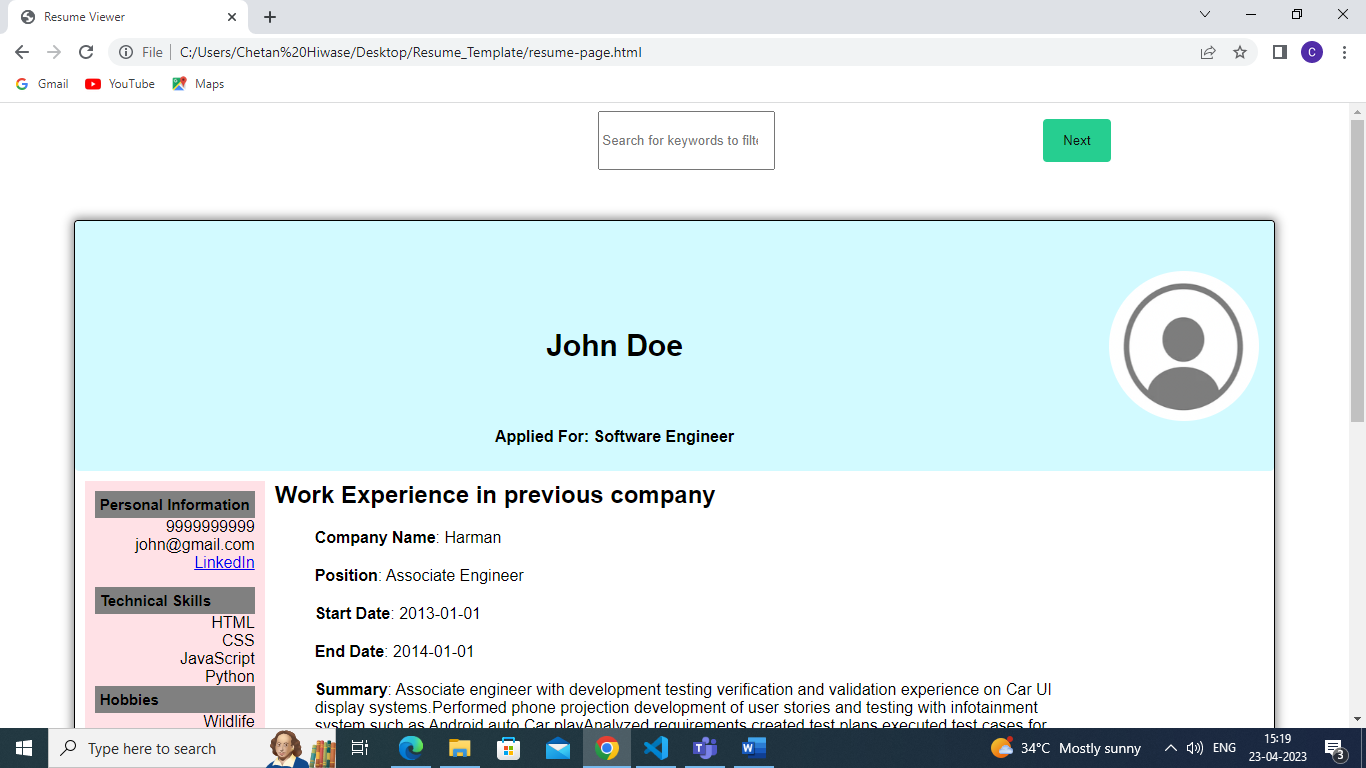 Resume Viewer
File
C:/Users/Chetan%20Hiwase/Desktop/Resume_Template/resume-page.html
C
Gmail
YouTube
Maps
Search for keywords to filte
Next
John Doe
Applied For: Software Engineer
Personal Information
9999999999
john@gmail.com
LinkedIn
Technical Skills
HTML
CSS
JavaScript
Python
Hobbies
Wildlife
Work Experience in previous company
Company Name: Harman
Position: Associate Engineer
Start Date: 2013-01-01
End Date: 2014-01-01
Summary: Associate engineer with development testing verification and validation experience on Car UI
display systems.Performed phone projection development of user stories and testing with infotainment
system such as Android auto Car playAnalyzed requirements created test plans executed test cases for
Type here to search
34°C Mostly sunny
ENG
15:19
23-04-2023
3